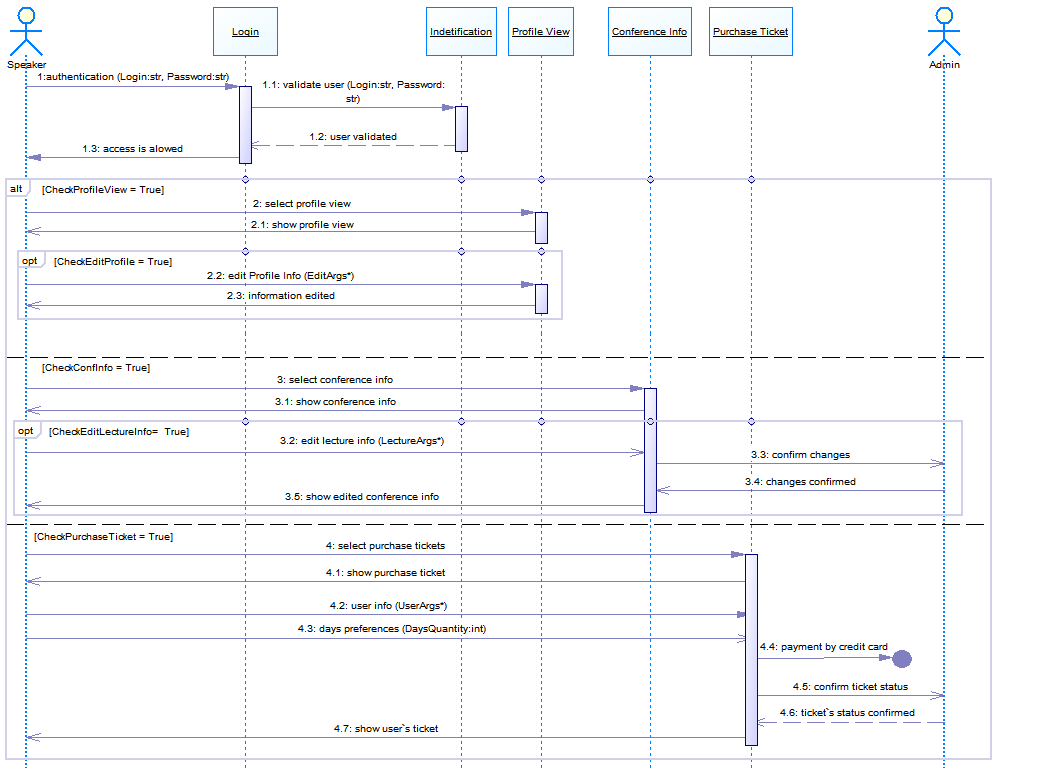 Login
Indetification
Profile View
Conference Info
Purchase Ticket
Speaker
Admin
1:authentication (Login:str, Password:str)
1.1: validate user (Login:str, Password:
str)
1.2: user validated
1.3: access is alowed
alt
[CheckProfileView = True]
2: select profile view
2.1: show profile view
opt
[CheckEditProfile = True]
2.2: edit Profile Info (EditArgs*)
2.3: information edited
[CheckConfInfo = True]
3: select conference info
3.1: show conference info
opt
[CheckEditLectureInfo= True]
3.2: edit lecture info (LectureArgs*)
3.3: confirm changes
3.4: changes confirmed
3.5: show edited conference info
[CheckPurchaseTicket = True]
4: select purchase tickets
4.1: show purchase ticket
4.2: user info (UserArgs*)
4.3: days preferences (DaysQuantity:int)
4.4: payment by credit card
4.5: confirm ticket status
4.6: ticket`s status confirmed
4.7: show user`s ticket